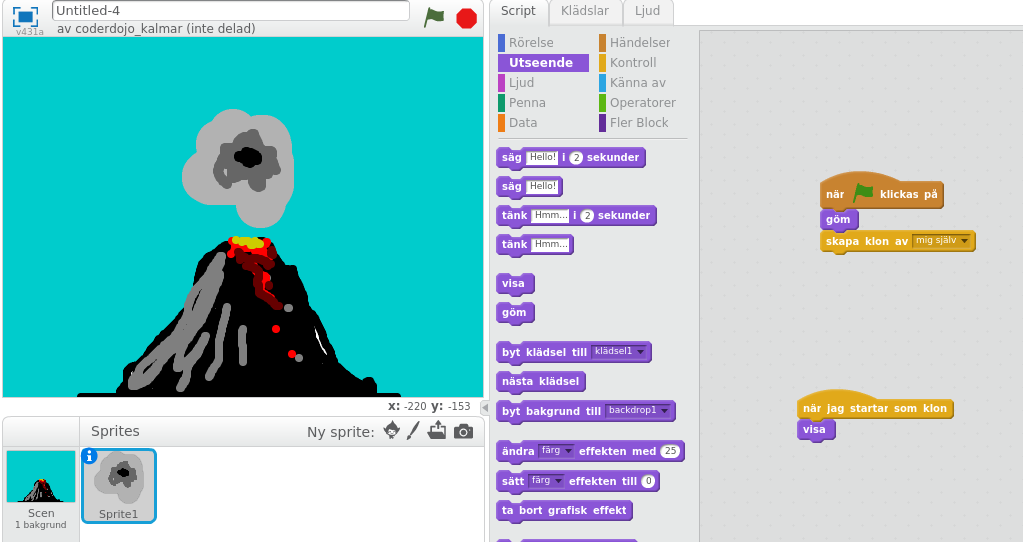 Untitled-4
av coderdojo_kalmar (inte delad)
v431a
Script
Klädslar
Ljud
Rörelse
Händelser
Utseende
Kontroll
Ljud
Känna av
Penna
Operatorer
Data
Fler Block
säg Hello! i 2 sekunder
säg Hello!
tänk Hmm... i 2 sekunder
tänk Hmm...
visa
göm
byt klädsel till klädsel1
nästa klädsel
byt bakgrund till backdrop1
ändra färg effekten med 25
sätt färg effekten till 0
ta bort grafisk effekt
när klickas på
göm
skapa klon av mig själv
när jag startar som klon
visa
x: -220 y: -153
Sprites
Ny sprite:
Scen
1 bakgrund
i
Sprite1